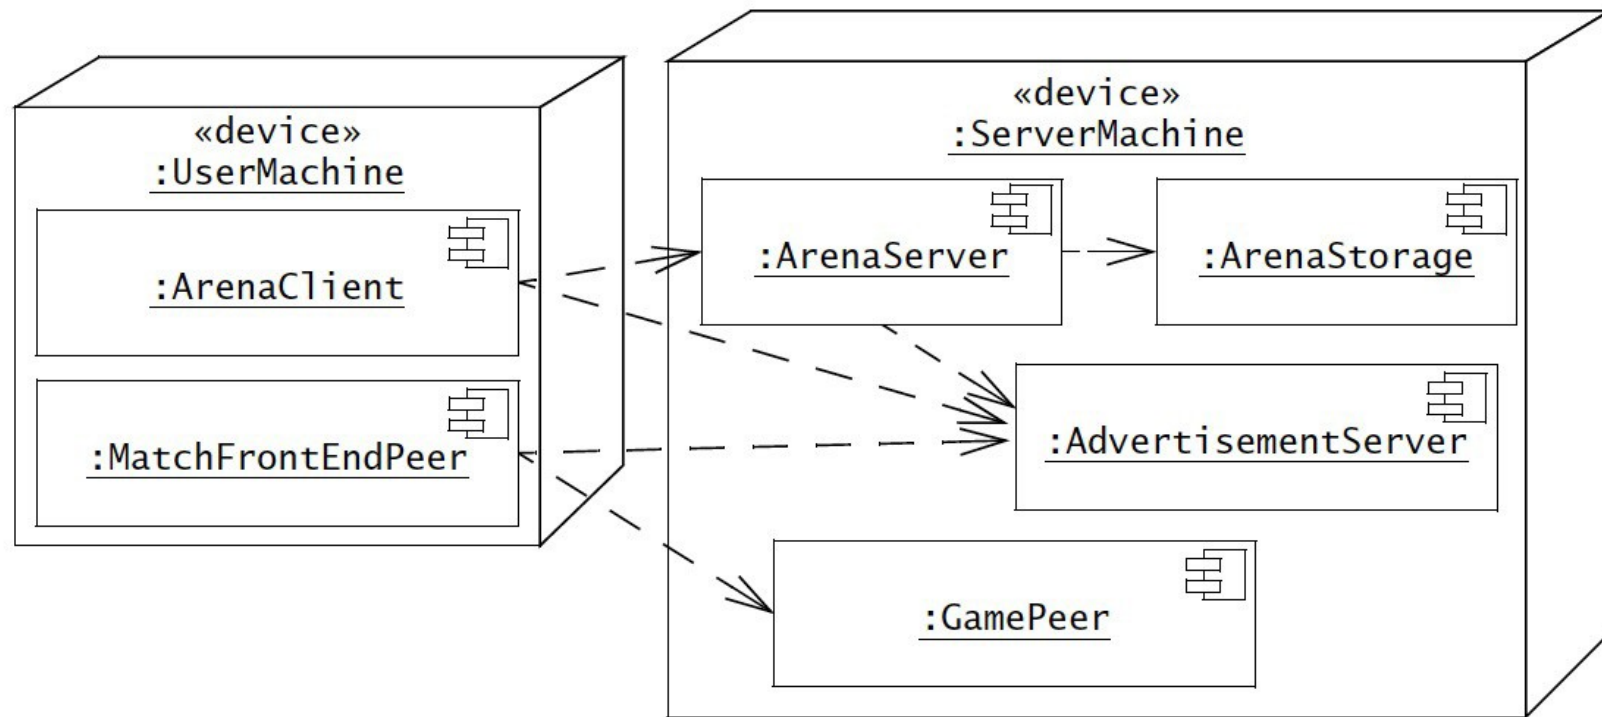 «device»
:UserMachine
:ArenaClient
:MatchFrontEndPeer
«device»
:ServerMachine
:ArenaServer
:ArenaStorage
:AdvertisementServer
:GamePeer